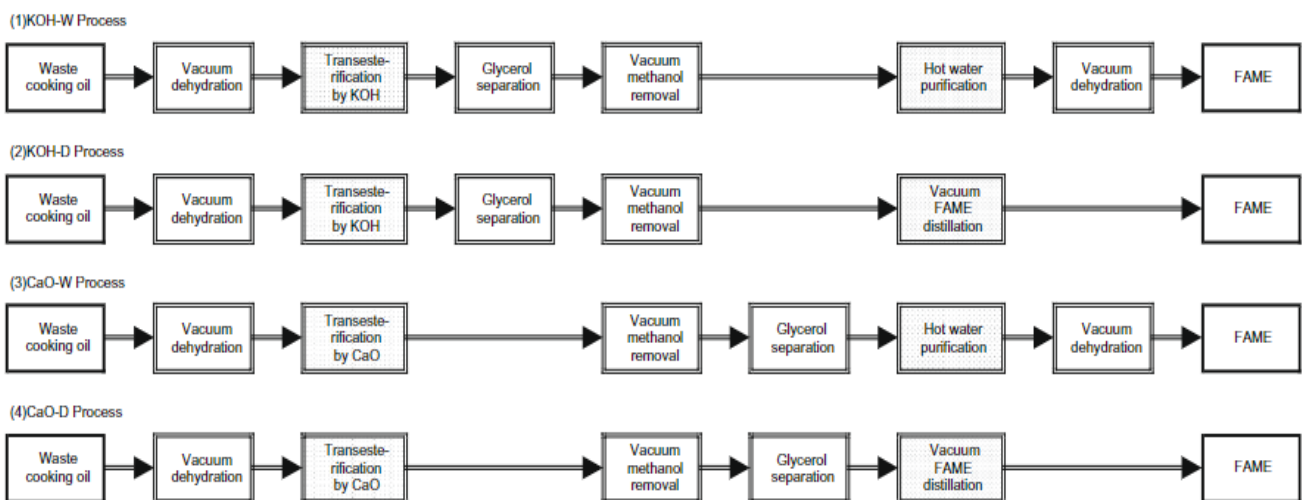 (1)KOH-W Process
Waste
cooking oil
Vacuum
dehydration
Transeste-
rification
by KOH
Glycerol
separation
Vacuum
methanol
removal
Hot water
purification
Vacuum
dehydration
FAME
(2)KOH-D Process
Waste
cooking oil
Vacuum
dehydration
Transeste-
rification
by KOH
Glycerol
separation
Vacuum
methanol
removal
Vacuum
FAME
distillation
FAME
(3)CaO-W Process
Waste
cooking oil
Vacuum
dehydration
Transeste-
rification
by CaO
Vacuum
methanol
removal
Glycerol
separation
Hot water
purification
Vacuum
dehydration
FAME
(4)CaO-D Process
Waste
cooking oil
Vacuum
dehydration
Transeste-
rification
by CaO
Vacuum
methanol
removal
Glycerol
separation
Vacuum
FAME
distillation
FAME